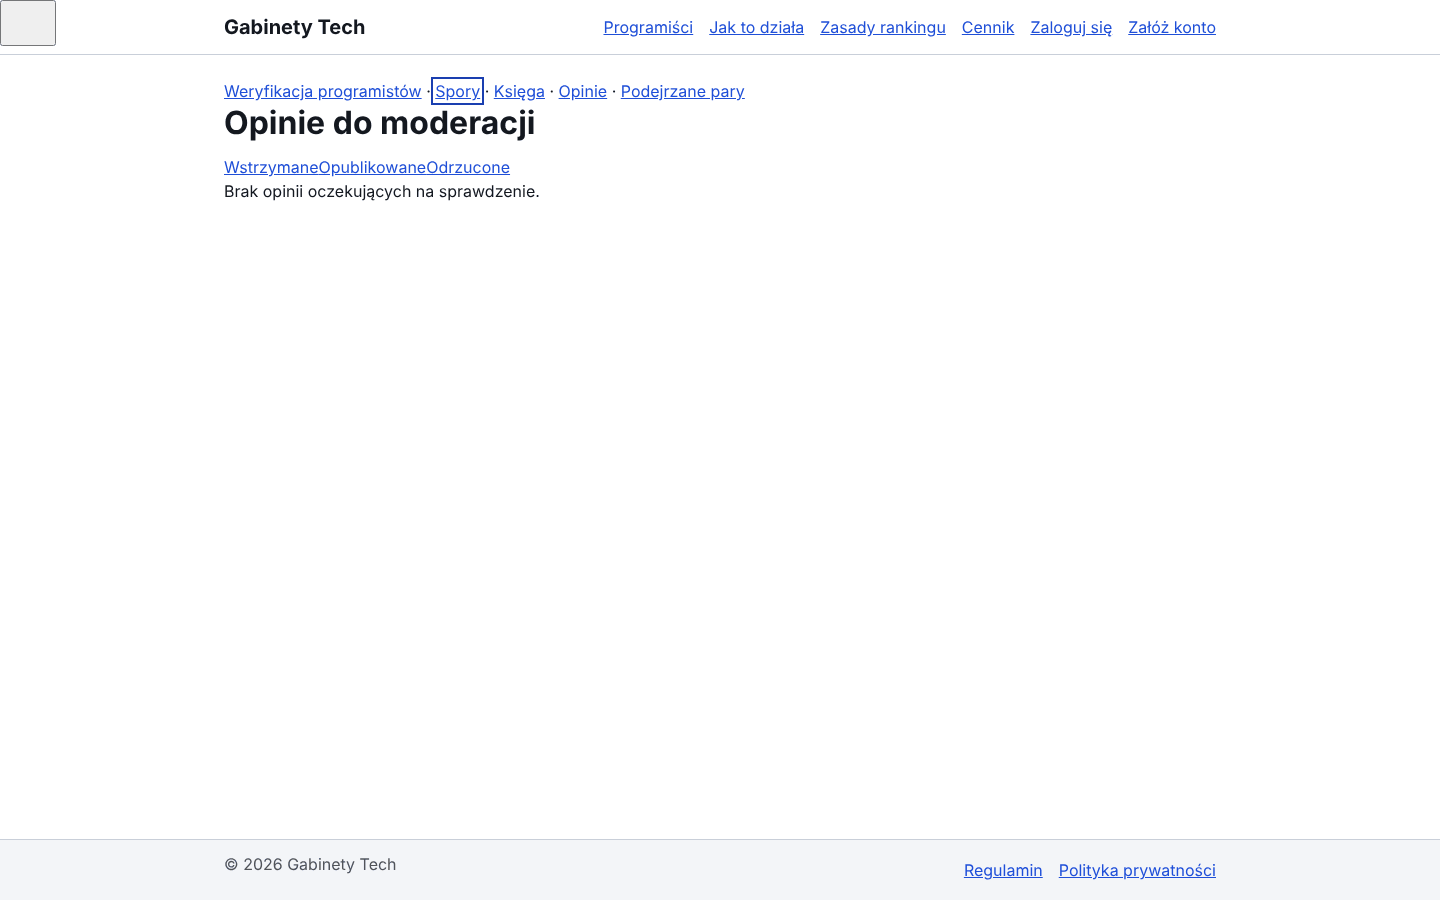 Gabinety Tech
Programiści Jak to działa Zasady rankingu Cennik Zaloguj się Załóż konto
Weryfikacja programistów · Spory · Księga · Opinie · Podejrzane pary
Opinie do moderacji
WstrzymaneOpublikowaneOdrzucone
Brak opinii oczekujących na sprawdzenie.
© 2026 Gabinety Tech
Regulamin Polityka prywatności